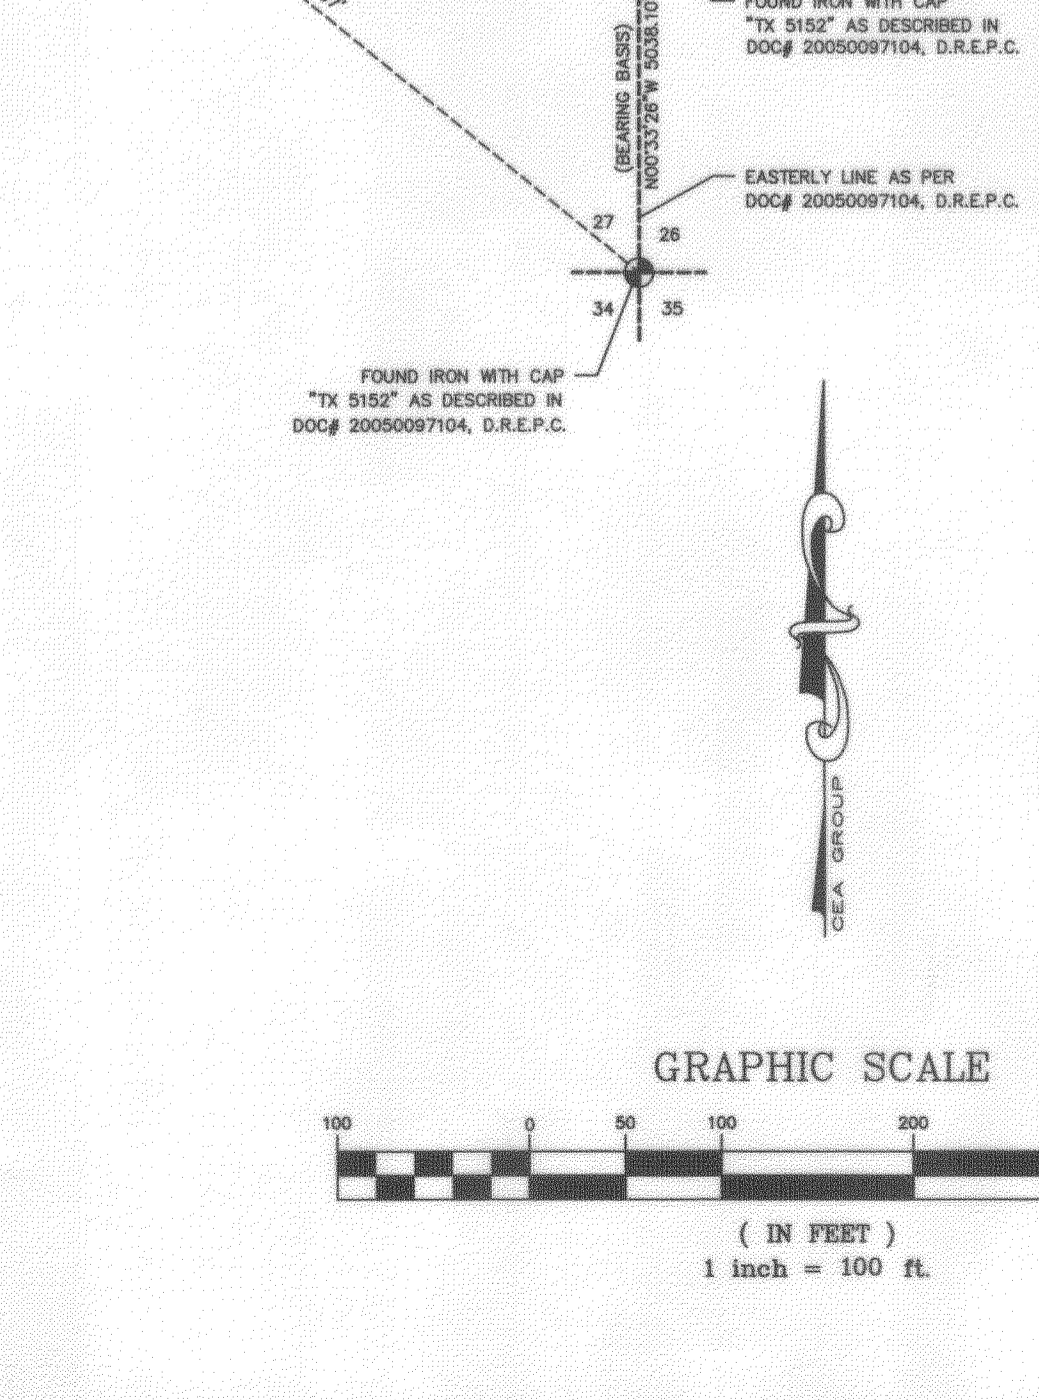 FOUND IRON WITH CAP
"TX 5152" AS DESCRIBED IN
DOC# 20050097104, D.R.E.P.C.
(BEARING BASIS)
N00°33'26"W 5038.10
EASTERLY LINE AS PER
DOC# 20050097104, D.R.E.P.C.
27
26
34
35
FOUND IRON WITH CAP
"TX 5152" AS DESCRIBED IN
DOC# 20050097104, D.R.E.P.C.
CEA GROUP
GRAPHIC SCALE
100 0 50 100 200
( IN FEET )
1 inch = 100 ft.